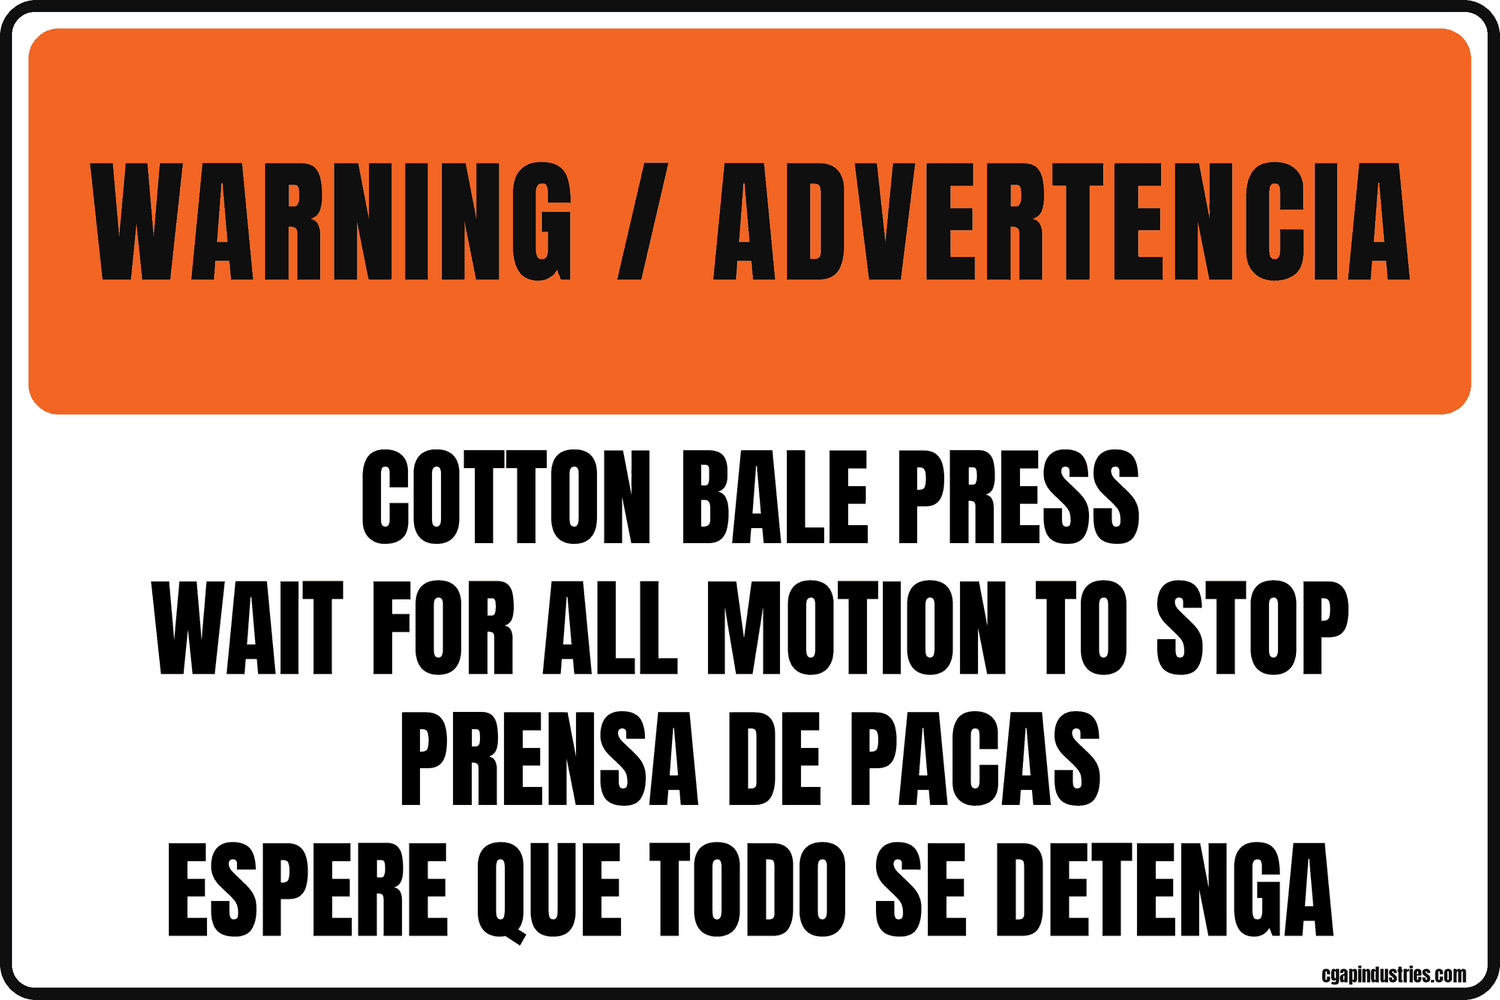 WARNING / ADVERTENCIA
COTTON BALE PRESS
WAIT FOR ALL MOTION TO STOP
PRENSA DE PACAS
ESPERE QUE TODO SE DETENGA
cgapindustries.com